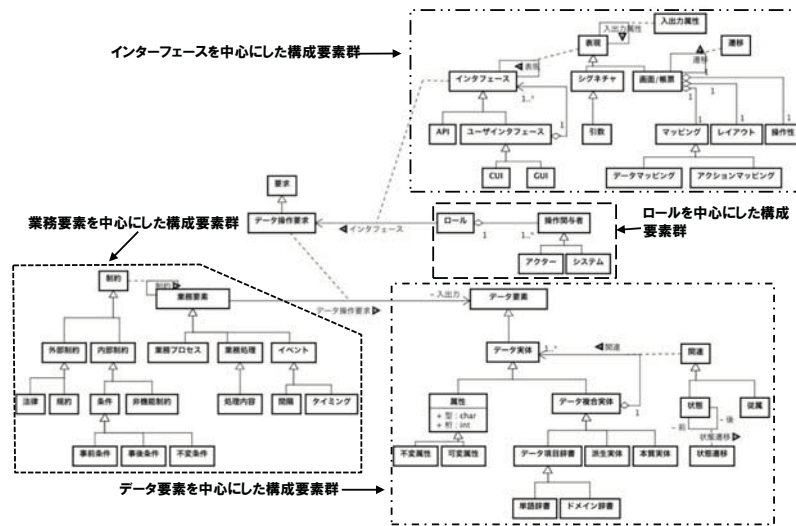 インターフェースを中心にした構成要素群
入出力属性
表現
遷移
表現
遷移
インタフェース
シグネチャ
画面/帳票
1..*
1
1
1
1
1
1
API
ユーザインタフェース
引数
マッピング
レイアウト
操作性
CUI
GUI
データマッピング
アクションマッピング
要求
データ操作要求
インタフェース
ロール
1
1..*
操作関与者
アクター
システム
ロールを中心にした構成
要素群
業務要素を中心にした構成要素群
制約
制約
業務要素
データ操作要求
- 入出力
データ要素
外部制約
内部制約
業務プロセス
業務処理
イベント
法律
規約
条件
非機能制約
処理内容
間隔
タイミング
事前条件
事後条件
不変条件
データ実体
1..*
関連
関連
属性
+ 型 : char
+ 桁 : int
データ複合実体
1
状態
従属
- 前
- 後
状態遷移
状態遷移
不変属性
可変属性
データ項目辞書
派生実体
本質実体
単語辞書
ドメイン辞書
データ要素を中心にした構成要素群